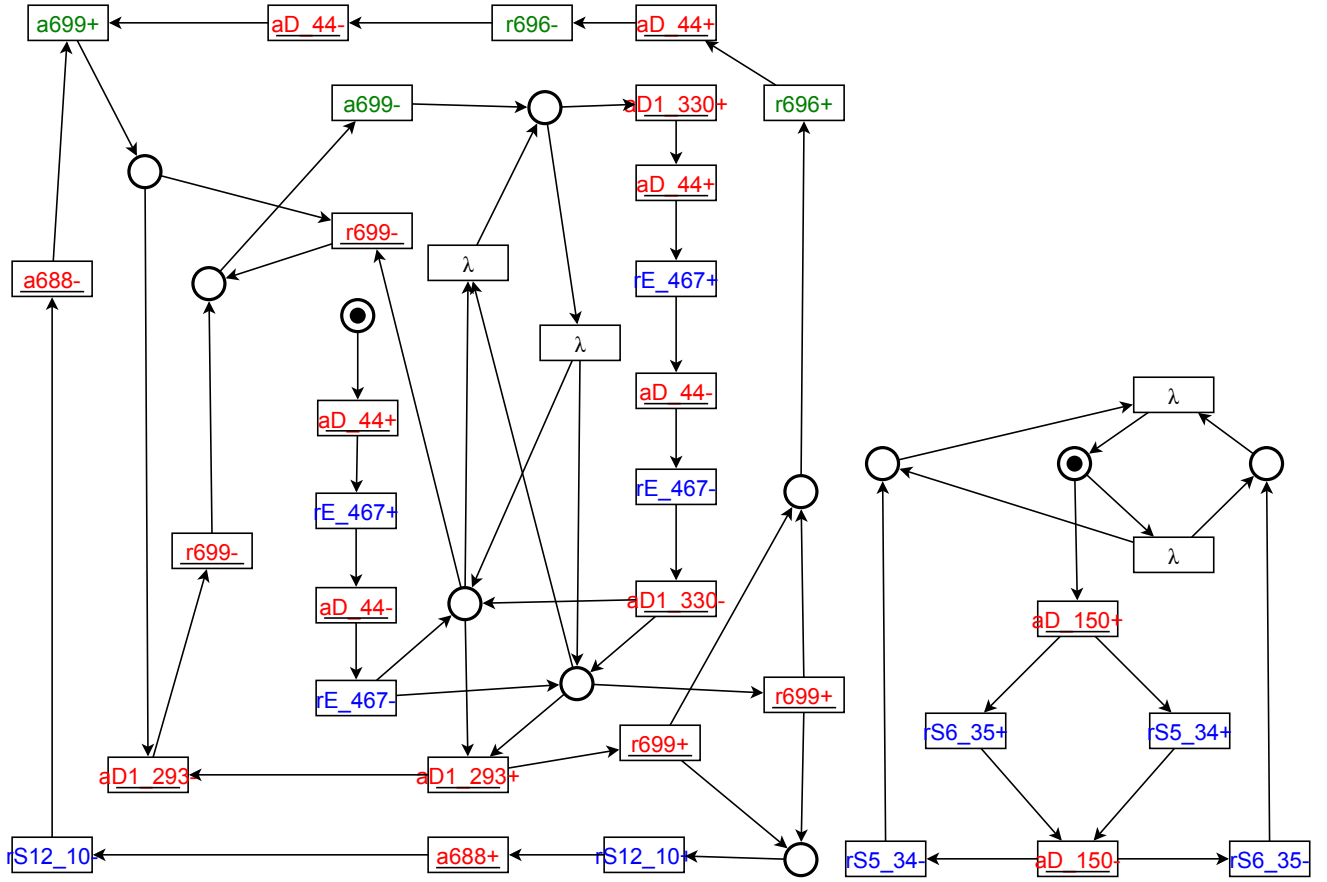 a699+
aD_44-
r696-
aD_44+
a699-
aD1_330+
r696+
aD_44+
r699-
λ
a688-
rE_467+
λ
aD_44-
λ
aD_44+
rE_467-
rE_467+
r699-
λ
aD_44-
aD1_330-
aD_150+
rE_467-
r699+
rS6_35+
rS5_34+
r699+
aD1_293-
aD1_293+
rS12_10-
a688+
rS12_10+
rS5_34-
aD_150-
rS6_35-